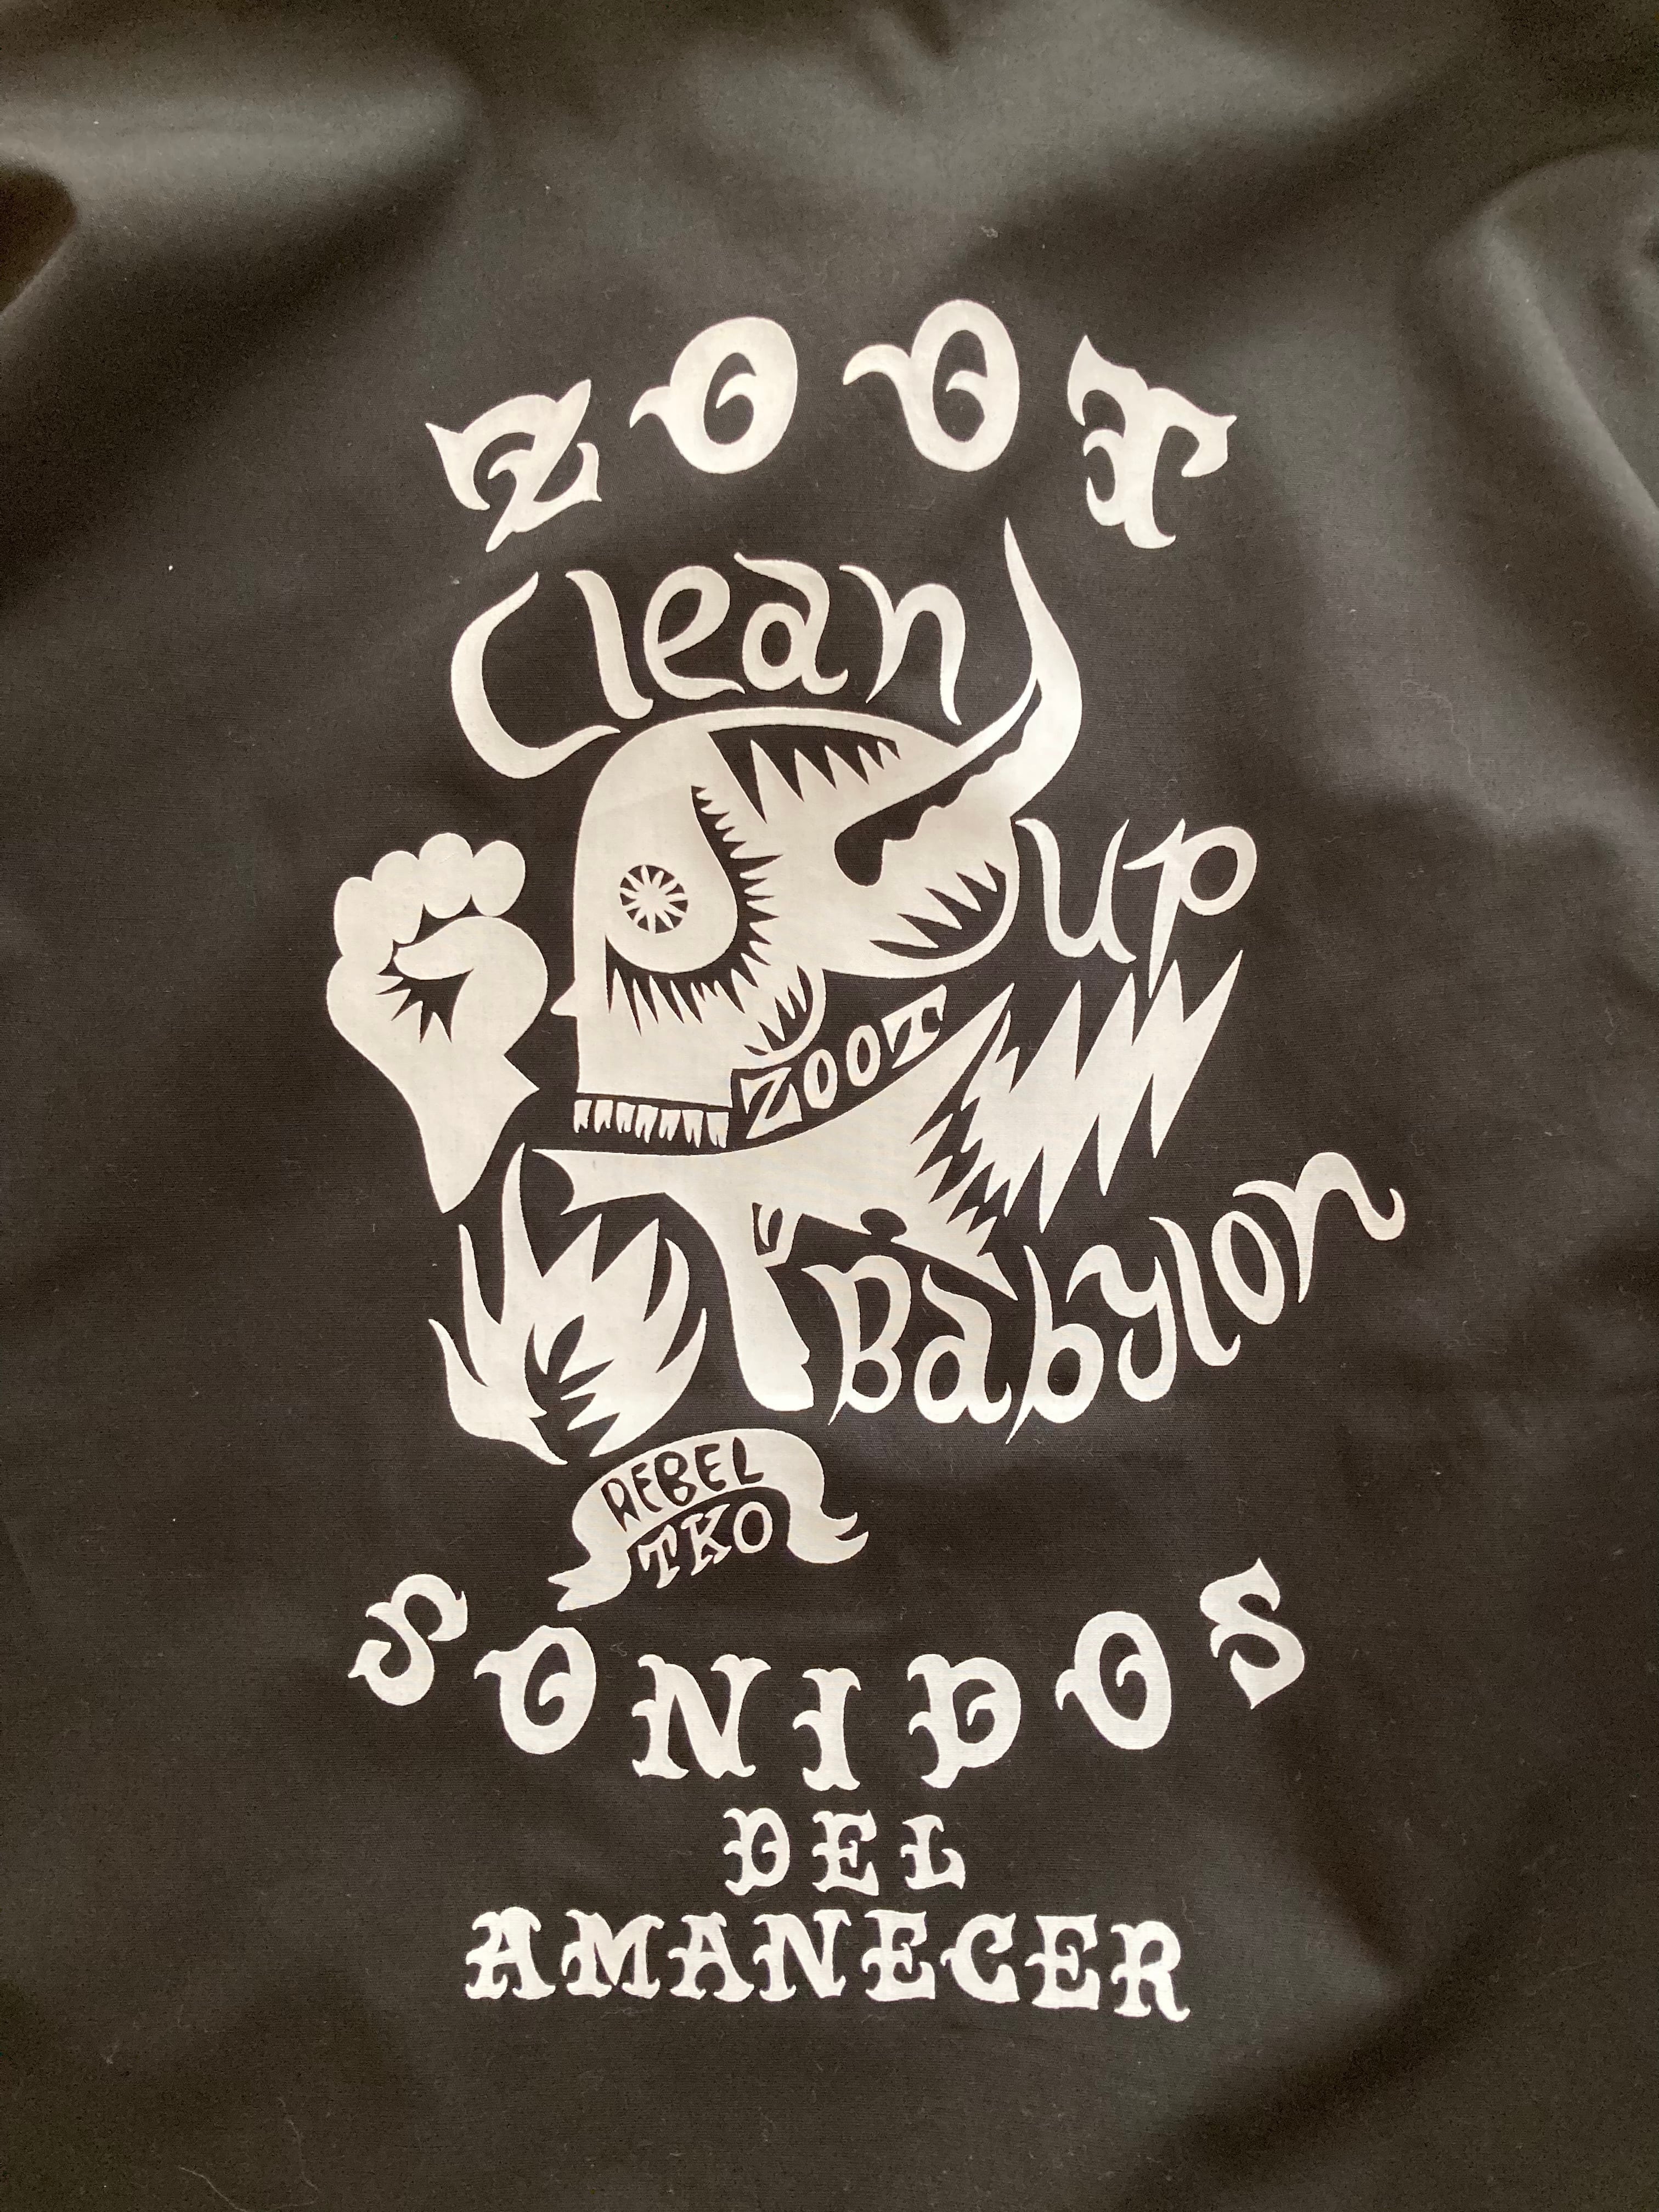 ZOOT
Clean
up
ZOOT
Babylon
REBEL
TKO
SONIDOS
DEL
AMANECER